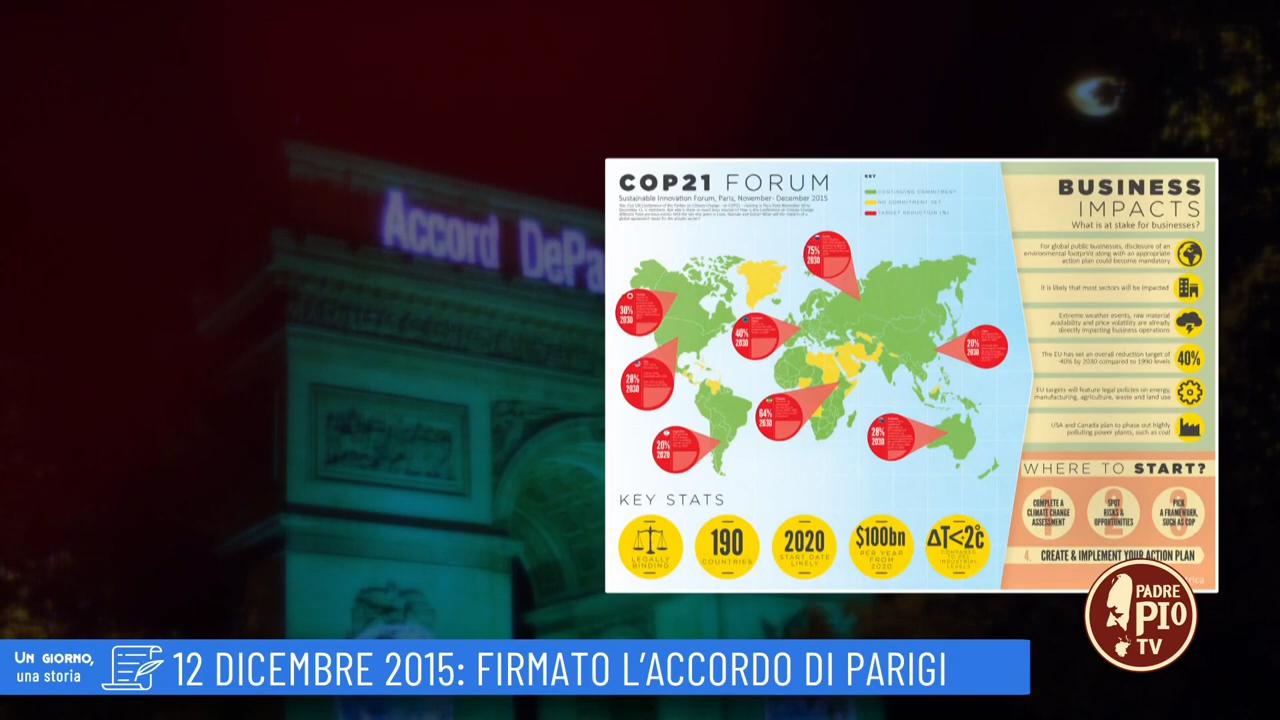 Accord DePa
COP21 FORUM
Sustainable Innovation Forum, Paris, November- December 2015
KEY
CONTINUING COMMITMENT
NO COMMITMENT YET
TARGET REDUCTION (%)
BUSINESS
IMPACTS
What is at stake for businesses?
For global public businesses, disclosure of an
environmental footprint along with an appropriate
action plan could become mandatory
It is likely that most sectors will be impacted
Extreme weather events, raw material
availability and price volatility are already
directly impacting business operations
The EU has set an overall reduction target of
-40% by 2030 compared to 1990 levels
40%
EU targets will feature legal policies on energy,
manufacturing, agriculture, waste and land use
USA and Canada plan to phase out highly
polluting power plants, such as coal
75%
2030
30%
2030
40%
2030
20%
2030
28%
2030
64%
2030
28%
2030
20%
2020
KEY STATS
LEGALLY
BINDING
190
COUNTRIES
2020
START DATE
LIKELY
$100bn
PER YEAR
FROM
2020
ΔT<2°c
COMPARED
TO PRE
INDUSTRIAL
LEVELS
WHERE TO START?
1
COMPLETE A
CLIMATE CHANGE
ASSESSMENT
2
SPOT
RISKS &
OPPORTUNITIES
3
PICK
A FRAMEWORK,
SUCH AS COP
4. CREATE & IMPLEMENT YOUR ACTION PLAN
PADRE
PIO
TV
UN GIORNO,
una storia
12 DICEMBRE 2015: FIRMATO L'ACCORDO DI PARIGI